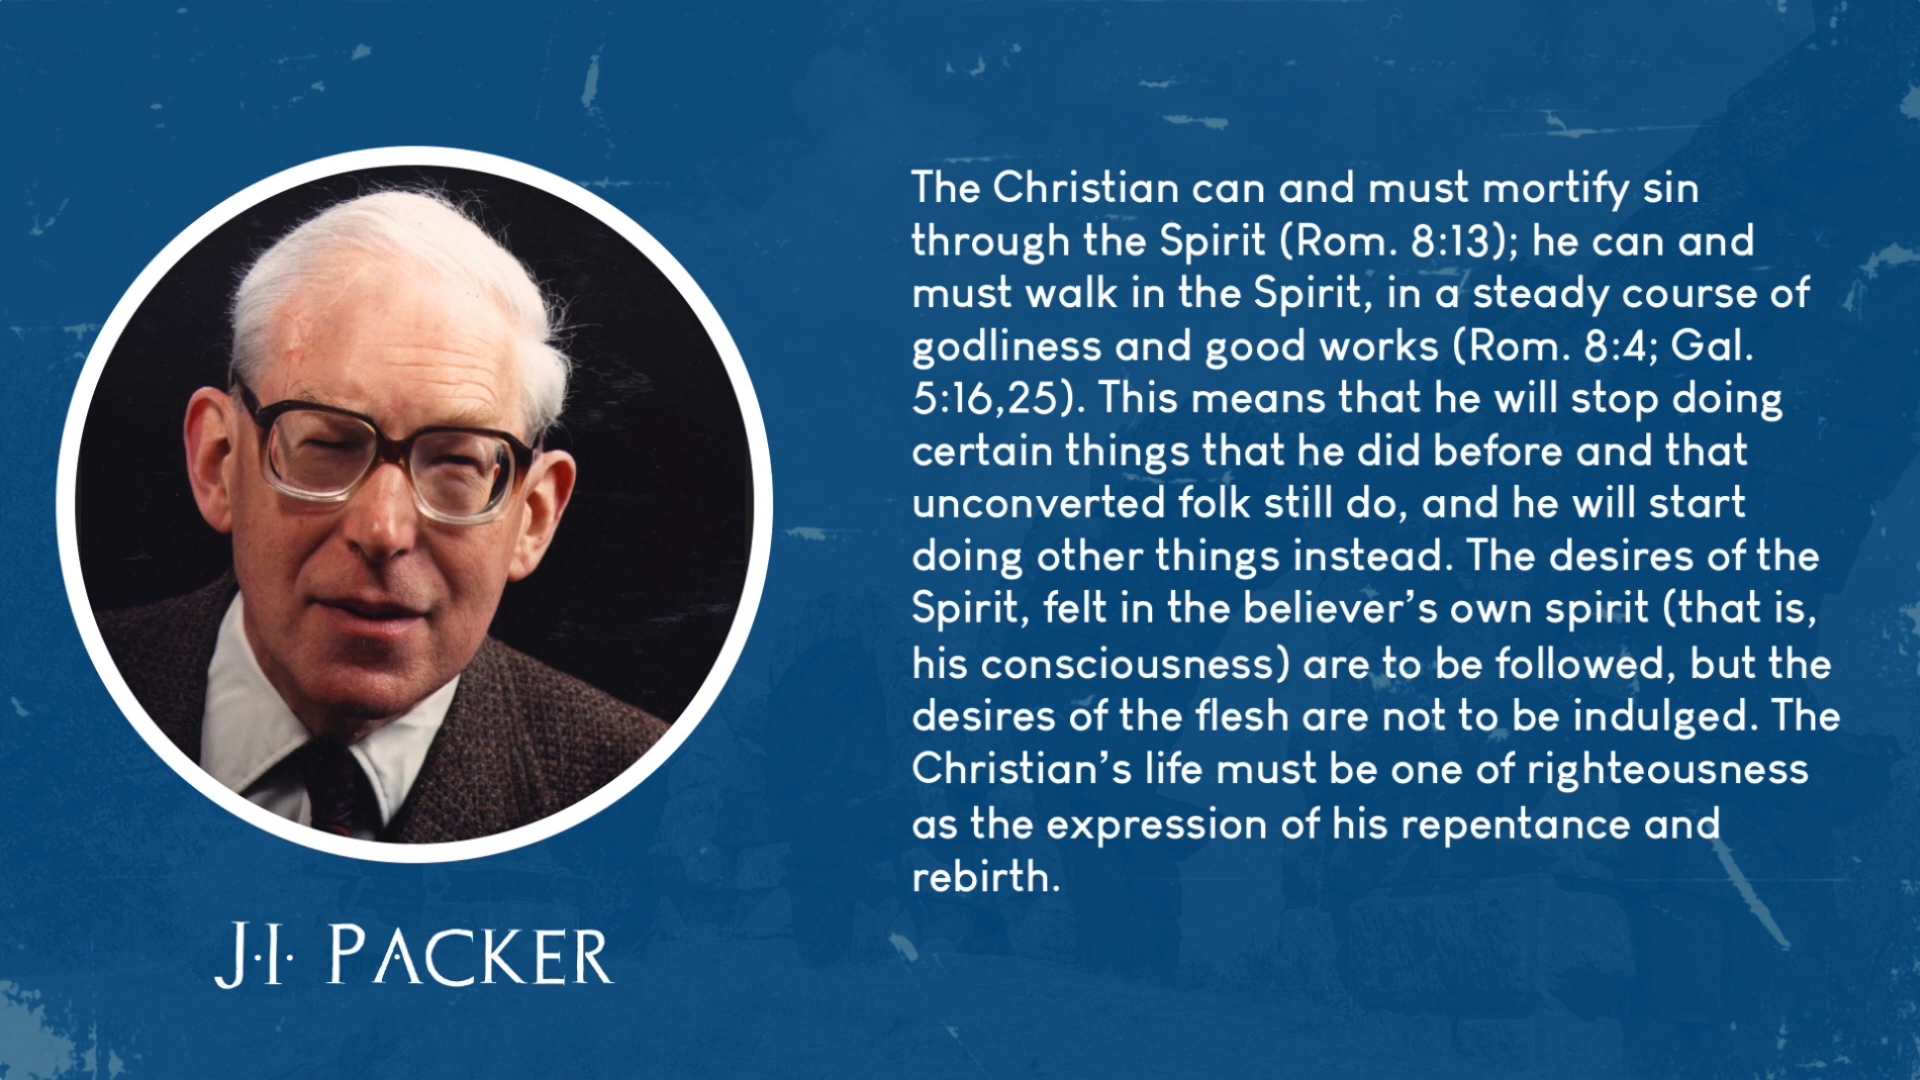 The Christian can and must mortify sin
through the Spirit (Rom. 8:13); he can and
must walk in the Spirit, in a steady course of
godliness and good works (Rom. 8:4; Gal.
5:16,25). This means that he will stop doing
certain things that he did before and that
unconverted folk still do, and he will start
doing other things instead. The desires of the
Spirit, felt in the believer’s own spirit (that is,
his consciousness) are to be followed, but the
desires of the flesh are not to be indulged. The
Christian’s life must be one of righteousness
as the expression of his repentance and
rebirth.
J·I· PACKER